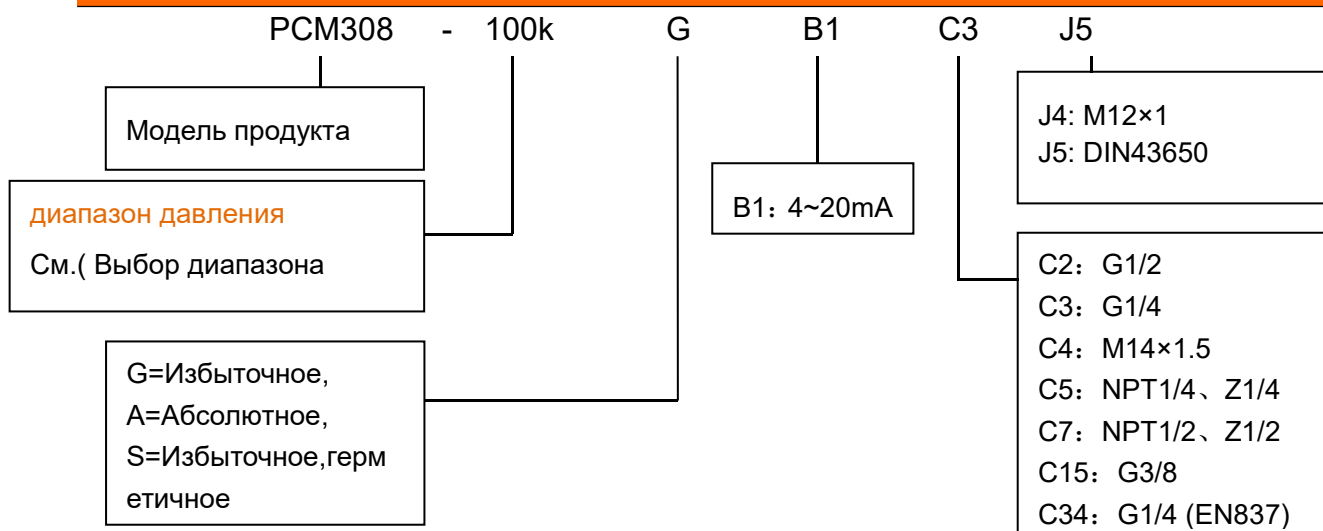 PCM308 - 100k G B1 C3 J5
Модель продукта
диапазон давления
См.( Выбор диапазона
G=Избыточное,
A=Абсолютное,
S=Избыточное,герм
етичное
B1：4~20mA
J4: M12×1
J5: DIN43650
C2：G1/2
C3：G1/4
C4：M14×1.5
C5：NPT1/4、Z1/4
C7：NPT1/2、Z1/2
C15：G3/8
C34：G1/4 (EN837)